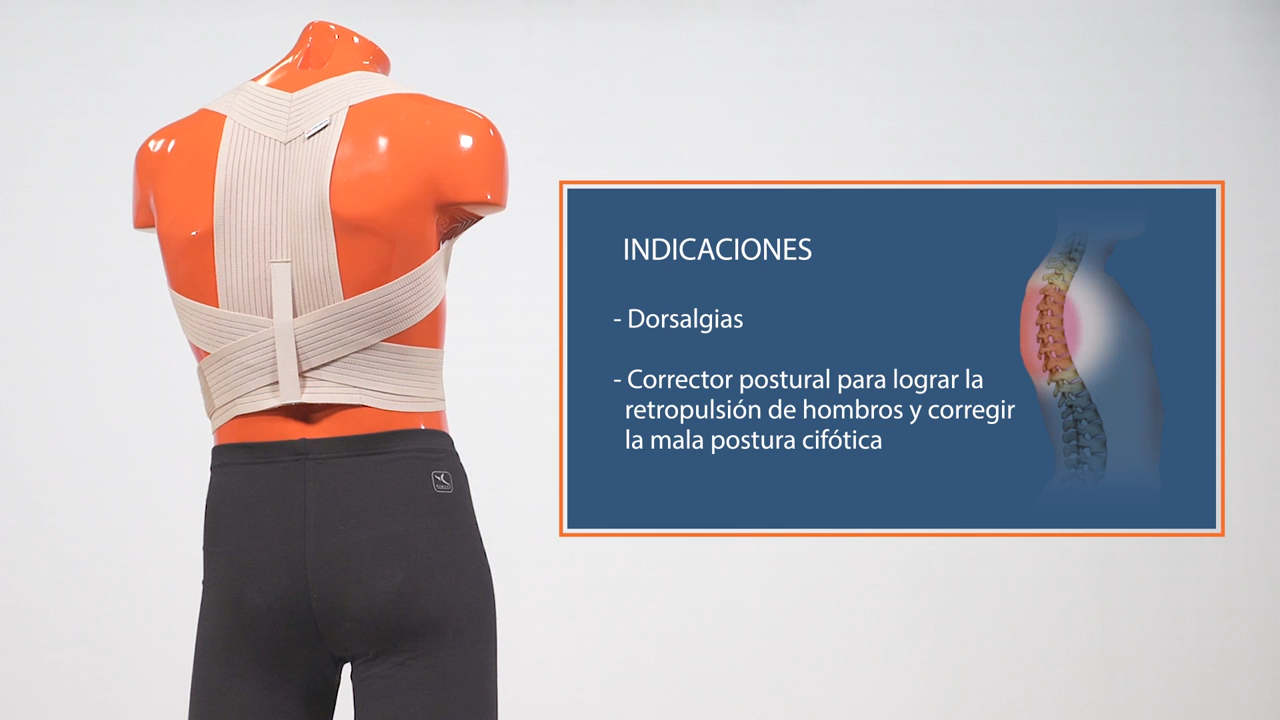 INDICACIONES
- Dorsalgias
- Corrector postural para lograr la
retropulsión de hombros y corregir
la mala postura cifótica